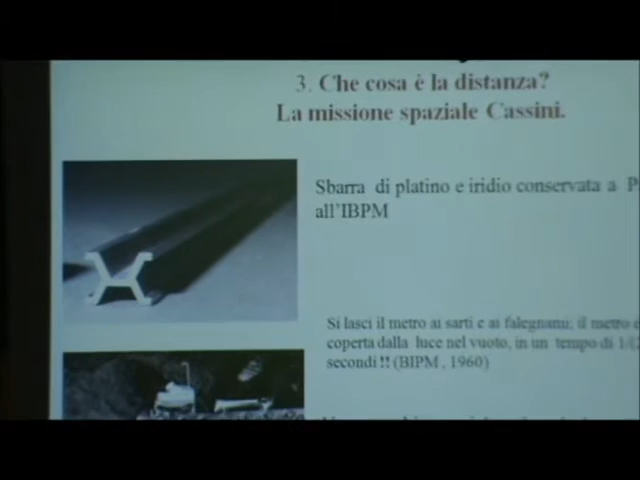 3. Che cosa è la distanza?
La missione spaziale Cassini.
Sbarra di platino e iridio conservata a
all'IBPM
Si lasci il metro ai sarti e ai falegnami; il metro
coperta dalla luce nel vuoto, in un tempo di
secondi!! (BIPM , 1960)